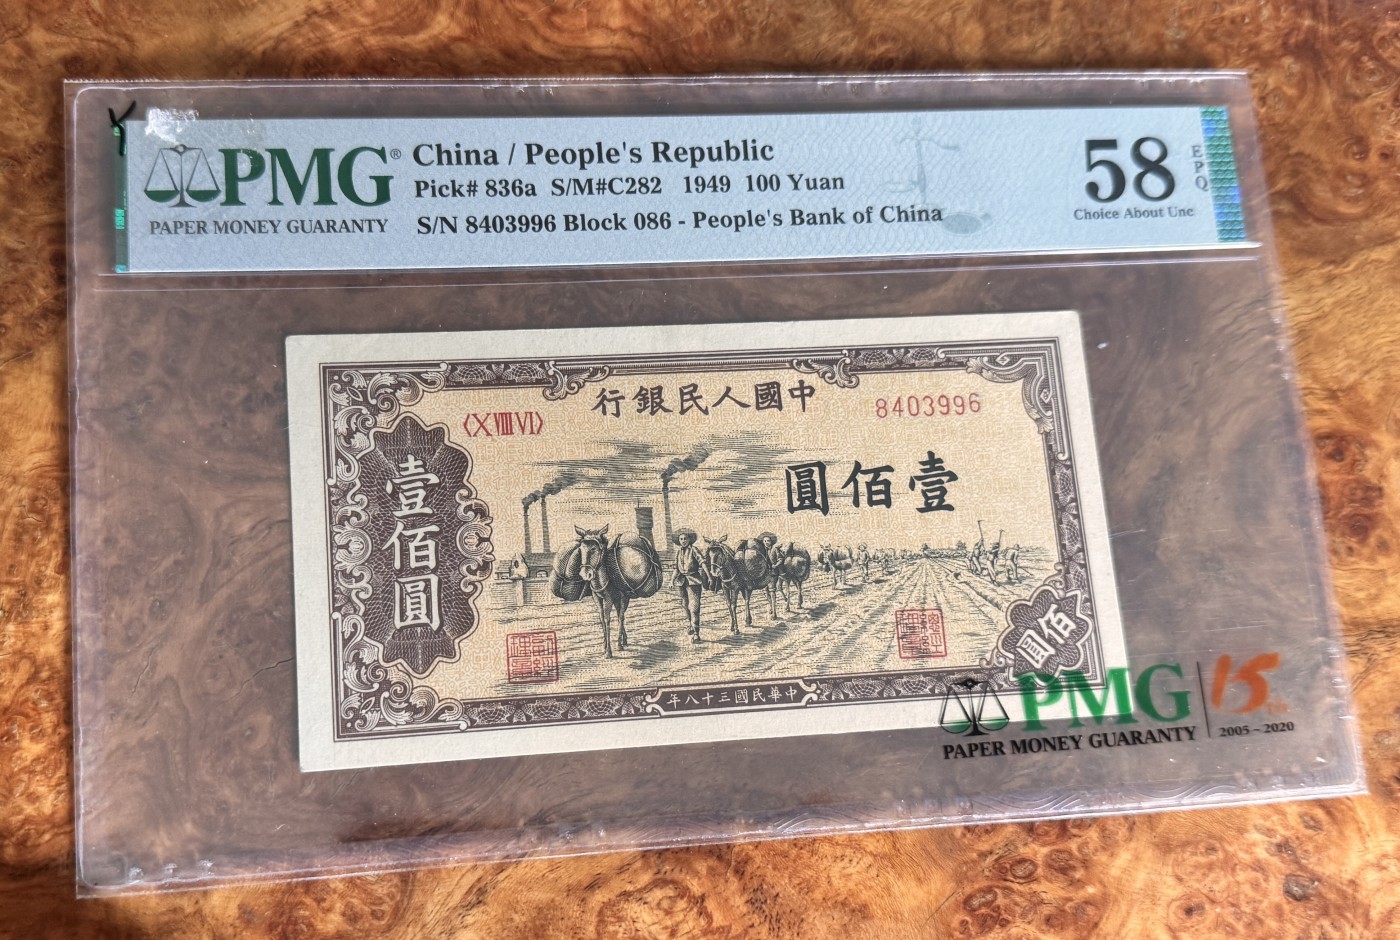 PMG®
PAPER MONEY GUARANTY
China / People's Republic
Pick# 836a S/M#C282 1949 100 Yuan
S/N 8403996 Block 086 - People's Bank of China
58
EPQ
Choice About Unc
行銀民人國中
〈X VIII VI〉
8403996
圓佰壹
壹佰圓
佰圓
年八十三國民華中
PMG
PAPER MONEY GUARANTY
15
2005 - 2020